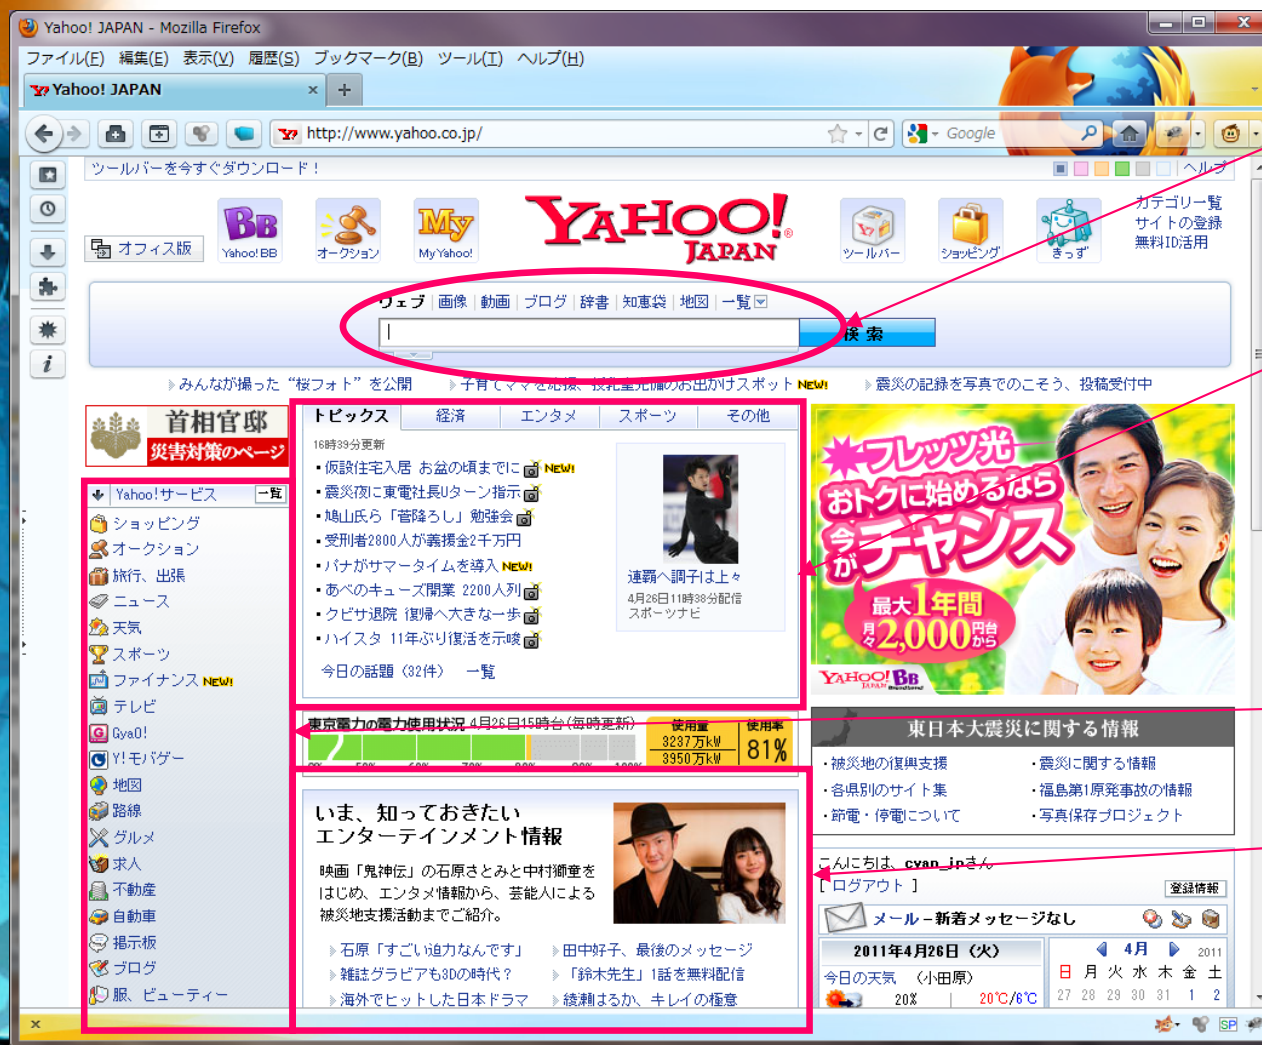 Yahoo! JAPAN - Mozilla Firefox
ファイル(F) 編集(E) 表示(V) 履歴(S) ブックマーク(B) ツール(T) ヘルプ(H)
Yahoo! JAPAN
http://www.yahoo.co.jp/
Google
ツールバーを今すぐダウンロード！
ヘルプ
オフィス版
BB
Yahoo! BB
オークション
My
My Yahoo!
YAHOO!
JAPAN
ツールバー
ショッピング
きっず
カテゴリ一覧
サイトの登録
無料ID活用
ウェブ | 画像 | 動画 | ブログ | 辞書 | 知恵袋 | 地図 | 一覧
検索
みんなが撮った“桜フォト”を公開
子育てママを応援、授乳室完備のお出かけスポット NEW!
震災の記録を写真でのこそう、投稿受付中
首相官邸
災害対策のページ
Yahoo!サービス 一覧
ショッピング
オークション
旅行、出張
ニュース
天気
スポーツ
ファイナンス NEW!
テレビ
GyaO!
Y!モバゲー
地図
路線
グルメ
求人
不動産
自動車
掲示板
ブログ
服、ビューティー
トピックス 経済 エンタメ スポーツ その他
16時39分更新
仮設住宅入居 お盆の頃までに NEW!
震災夜に東電社長Uターン指示
鳩山氏ら「菅降ろし」勉強会
受刑者2800人が義援金2千万円
パナがサマータイムを導入 NEW!
あべのキューズ開業 2200人列
クビサ退院 復帰へ大きな一歩
ハイスタ 11年ぶり復活を示唆
今日の話題（32件） 一覧
連覇へ調子は上々
4月26日11時38分配信
スポーツナビ
東京電力の電力使用状況 4月26日15時台(毎時更新)
使用量
3237万kW
3950万kW
使用率
81%
いま、知っておきたい
エンターテインメント情報
映画「鬼神伝」の石原さとみと中村獅童を
はじめ、エンタメ情報から、芸能人による
被災地支援活動までご紹介。
石原「すごい迫力なんです」
田中好子、最後のメッセージ
雑誌グラビアも3Dの時代？
「鈴木先生」1話を無料配信
海外でヒットした日本ドラマ
綾瀬はるか、キレイの極意
フレッツ光
おトクに始めるなら
今がチャンス
最大1年間
月々2,000円台から
YAHOO! BB
JAPAN Broadband
東日本大震災に関する情報
・被災地の復興支援
・震災に関する情報
・各県別のサイト集
・福島第1原発事故の情報
・節電・停電について
・写真保存プロジェクト
こんにちは、cyan_jpさん
[ ログアウト ]
登録情報
メール - 新着メッセージなし
2011年4月26日（火）
今日の天気 （小田原）
20% 20℃/6℃
4月 2011
日 月 火 水 木 金 土
27 28 29 30 31 1 2
SP